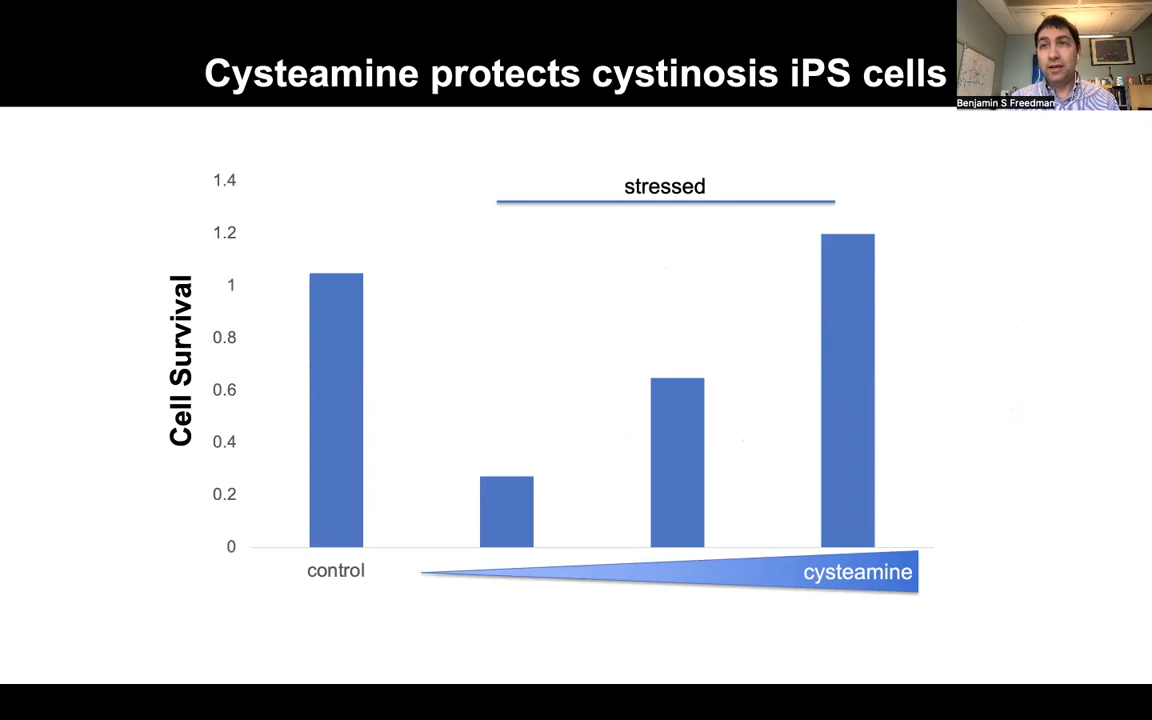 Cysteamine protects cystinosis iPS cells
Benjamin S Freedman
stressed
Cell Survival
1.4
1.2
1
0.8
0.6
0.4
0.2
0
control
cysteamine